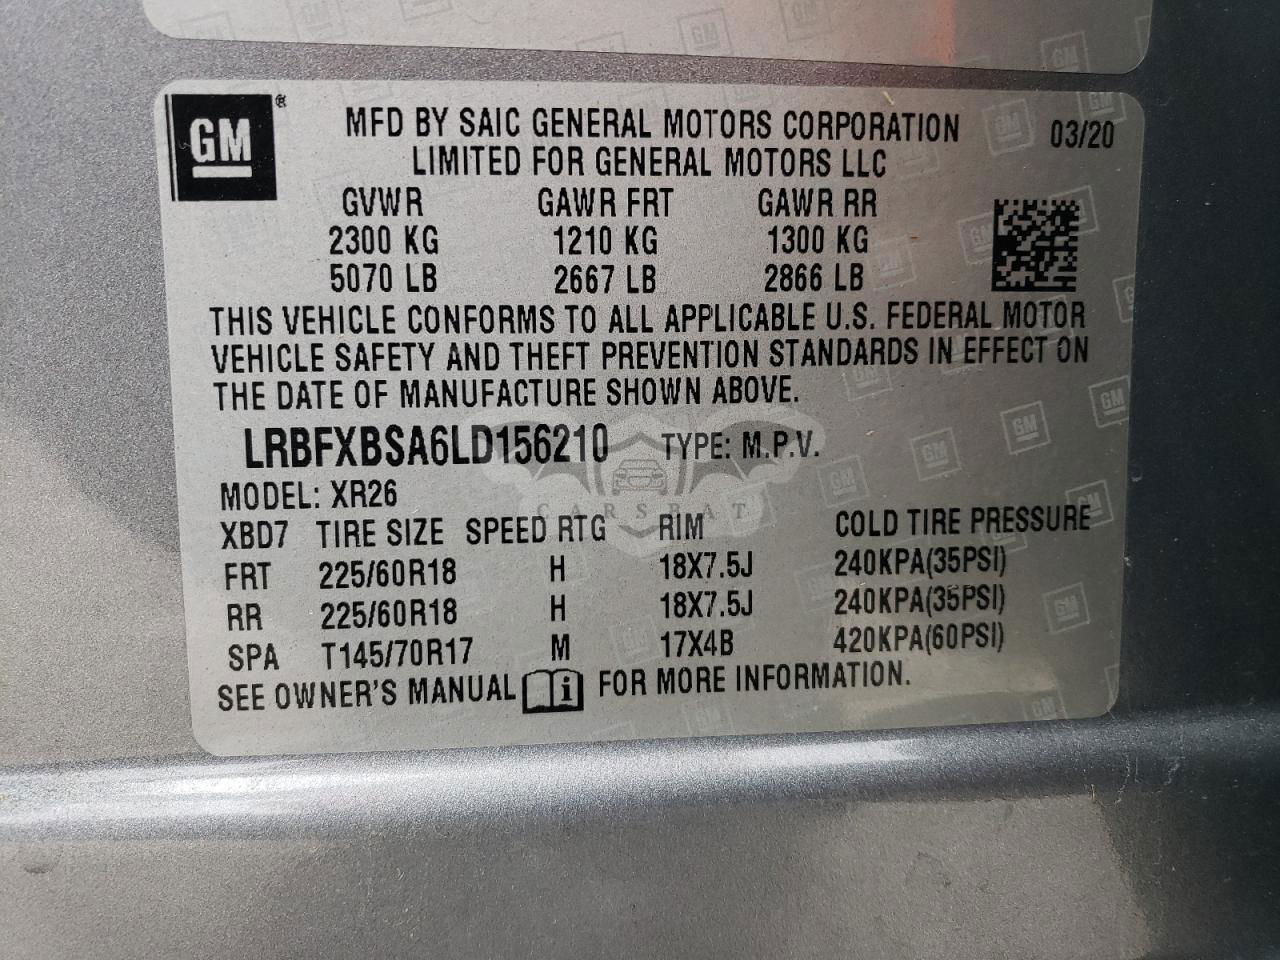 GM
MFD BY SAIC GENERAL MOTORS CORPORATION 03/20
LIMITED FOR GENERAL MOTORS LLC
GVWR GAWR FRT GAWR RR
2300 KG 1210 KG 1300 KG
5070 LB 2667 LB 2866 LB
THIS VEHICLE CONFORMS TO ALL APPLICABLE U.S. FEDERAL MOTOR
VEHICLE SAFETY AND THEFT PREVENTION STANDARDS IN EFFECT ON
THE DATE OF MANUFACTURE SHOWN ABOVE.
LRBFXBSA6LD156210 TYPE: M.P.V.
MODEL: XR26
CARSBAT
XBD7 TIRE SIZE SPEED RTG RIM COLD TIRE PRESSURE
FRT 225/60R18 H 18X7.5J 240KPA(35PSI)
RR 225/60R18 H 18X7.5J 240KPA(35PSI)
SPA T145/70R17 M 17X4B 420KPA(60PSI)
SEE OWNER'S MANUAL i FOR MORE INFORMATION.